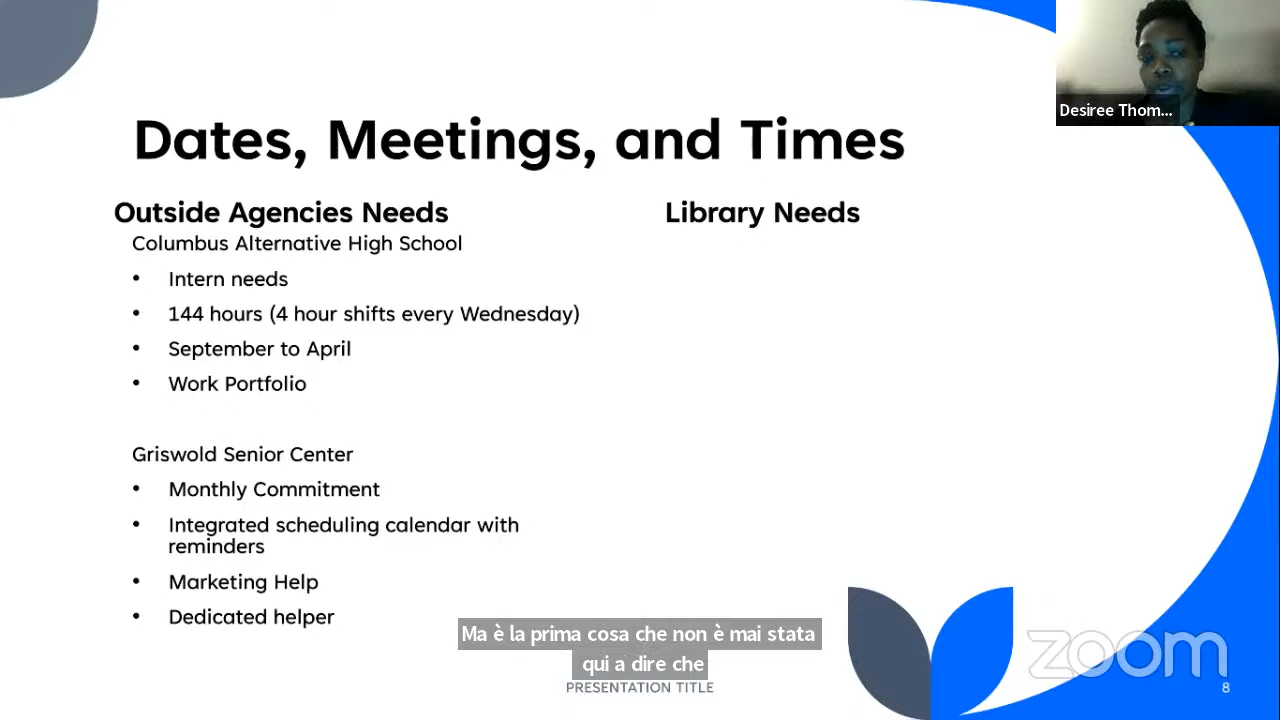 Desiree Thom...
Dates, Meetings, and Times
Outside Agencies Needs
Columbus Alternative High School
• Intern needs
• 144 hours (4 hour shifts every Wednesday)
• September to April
• Work Portfolio
Griswold Senior Center
• Monthly Commitment
• Integrated scheduling calendar with
reminders
• Marketing Help
• Dedicated helper
Library Needs
Ma è la prima cosa che non è mai stata
qui a dire che
PRESENTATION TITLE
zoom
8